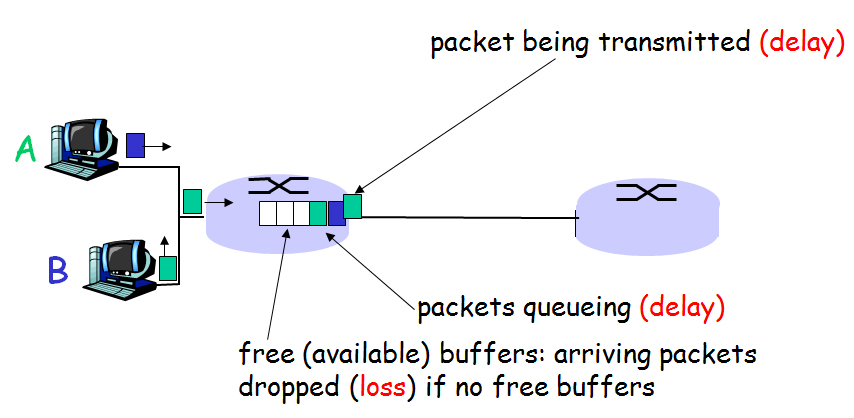 packet being transmitted (delay)
A
B
packets queueing (delay)
free (available) buffers: arriving packets
dropped (loss) if no free buffers